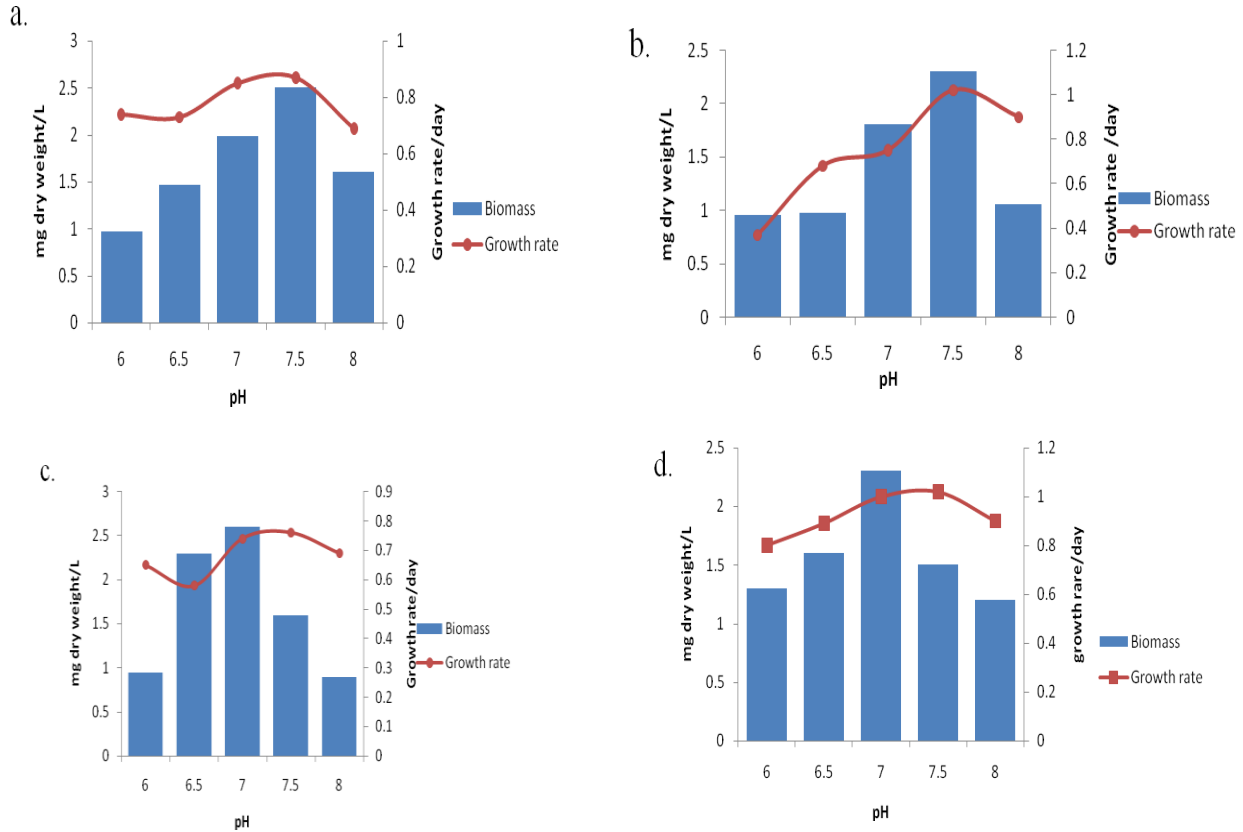 a.
3
2.5
2
1.5
1
0.5
0
mg dry weight/L
1
0.8
0.6
0.4
0.2
0
Growth rate/day
6 6.5 7 7.5 8
pH
Biomass
Growth rate
b.
2.5
2
1.5
1
0.5
0
mg dry weight/L
1.2
1
0.8
0.6
0.4
0.2
0
Growth rate /day
6 6.5 7 7.5 8
pH
Biomass
Growth rate
c.
3
2.5
2
1.5
1
0.5
0
mg dry weight/L
0.9
0.8
0.7
0.6
0.5
0.4
0.3
0.2
0.1
0
Growth rate/day
6 6.5 7 7.5 8
pH
Biomass
Growth rate
d.
2.5
2
1.5
1
0.5
0
mg dry weight/L
1.2
1
0.8
0.6
0.4
0.2
0
growth rare/day
6 6.5 7 7.5 8
pH
Biomass
Growth rate